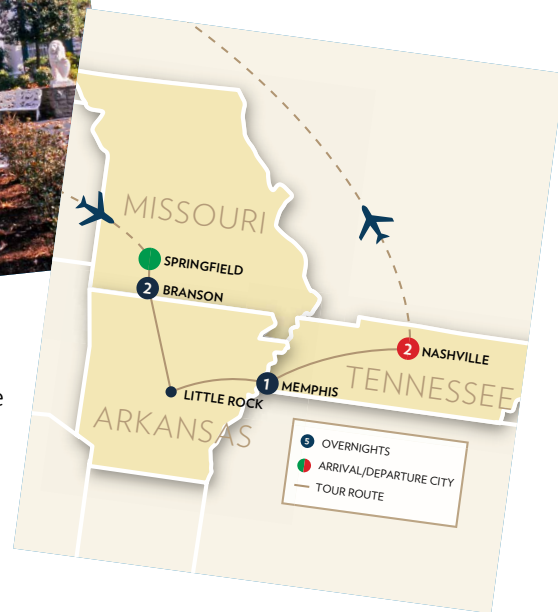 MISSOURI
SPRINGFIELD
2 BRANSON
2 NASHVILLE
1 MEMPHIS
TENNESSEE
LITTLE ROCK
ARKANSAS
5 OVERNIGHTS
ARRIVAL/DEPARTURE CITY
TOUR ROUTE
e